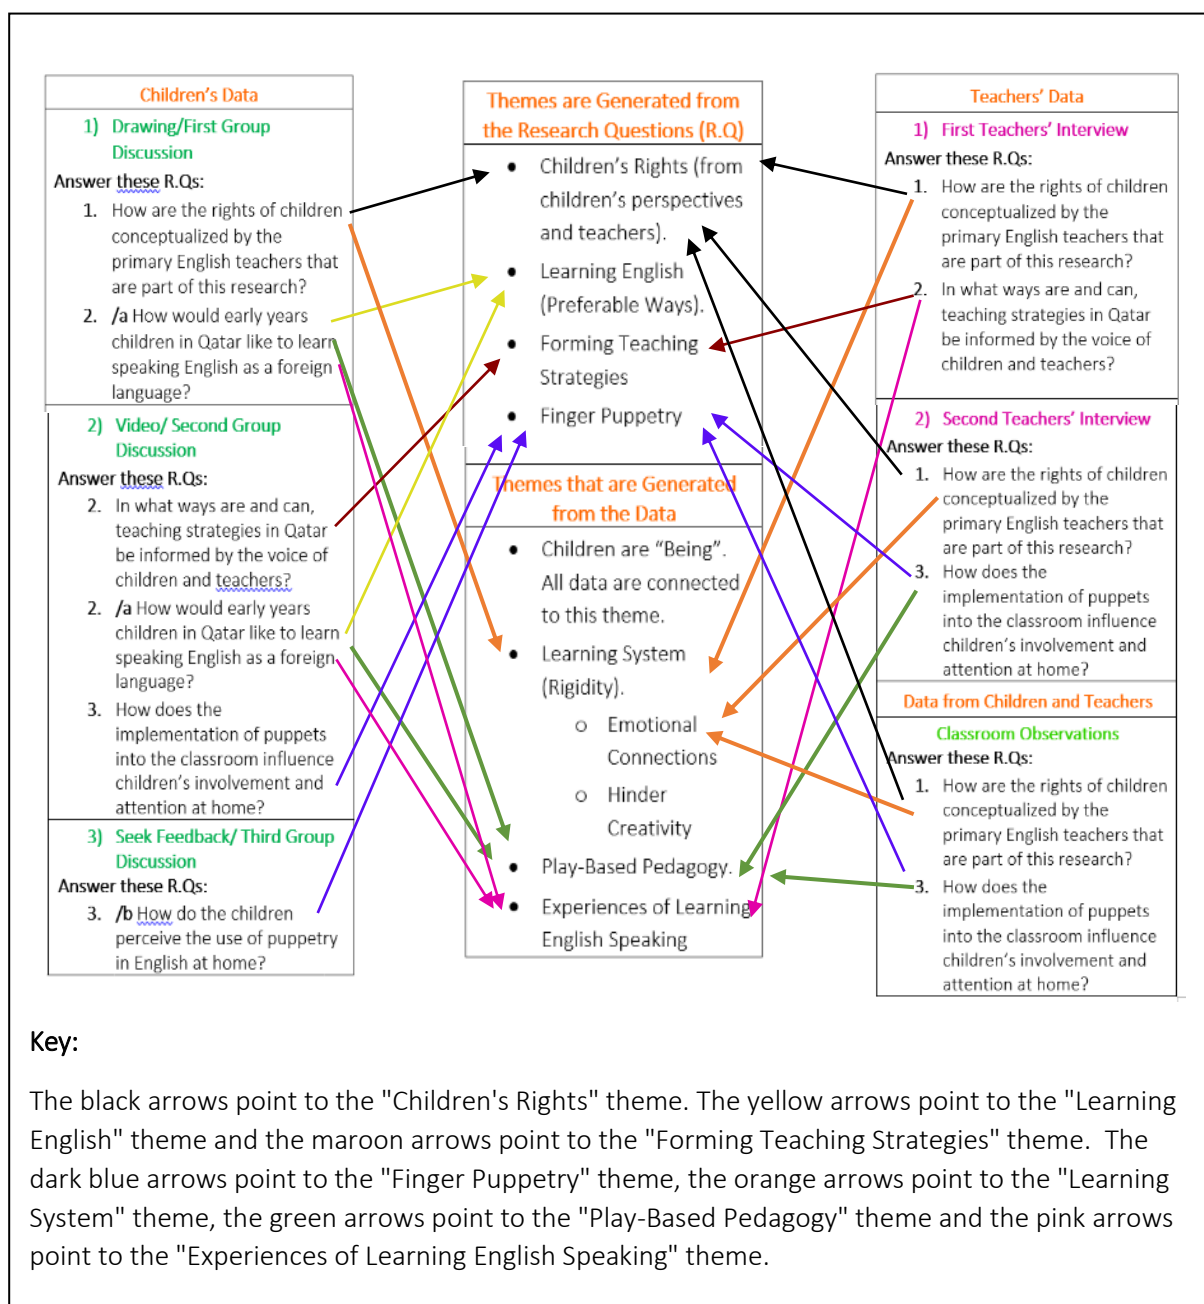 Children's Data
1) Drawing/First Group
Discussion
Answer these R.Qs:
1. How are the rights of children
conceptualized by the
primary English teachers that
are part of this research?
2. /a How would early years
children in Qatar like to learn
speaking English as a foreign
language?
2) Video/ Second Group
Discussion
Answer these R.Qs:
2. In what ways are and can,
teaching strategies in Qatar
be informed by the voice of
children and teachers?
2. /a How would early years
children in Qatar like to learn
speaking English as a foreign
language?
3. How does the
implementation of puppets
into the classroom influence
children's involvement and
attention at home?
3) Seek Feedback/ Third Group
Discussion
Answer these R.Qs:
3. /b How do the children
perceive the use of puppetry
in English at home?
Themes are Generated from
the Research Questions (R.Q)
• Children's Rights (from
children's perspectives
and teachers).
• Learning English
(Preferable Ways).
• Forming Teaching
Strategies
• Finger Puppetry
Themes that are Generated
from the Data
• Children are "Being".
All data are connected
to this theme.
• Learning System
(Rigidity).
o Emotional
Connections
o Hinder
Creativity
• Play-Based Pedagogy.
• Experiences of Learning
English Speaking
Teachers' Data
1) First Teachers' Interview
Answer these R.Qs:
1. How are the rights of children
conceptualized by the
primary English teachers that
are part of this research?
2. In what ways are and can,
teaching strategies in Qatar
be informed by the voice of
children and teachers?
2) Second Teachers' Interview
Answer these R.Qs:
1. How are the rights of children
conceptualized by the
primary English teachers that
are part of this research?
3. How does the
implementation of puppets
into the classroom influence
children's involvement and
attention at home?
Data from Children and Teachers
Classroom Observations
Answer these R.Qs:
1. How are the rights of children
conceptualized by the
primary English teachers that
are part of this research?
3. How does the
implementation of puppets
into the classroom influence
children's involvement and
attention at home?
Key:
The black arrows point to the "Children's Rights" theme. The yellow arrows point to the "Learning
English" theme and the maroon arrows point to the "Forming Teaching Strategies" theme.  The
dark blue arrows point to the "Finger Puppetry" theme, the orange arrows point to the "Learning
System" theme, the green arrows point to the "Play-Based Pedagogy" theme and the pink arrows
point to the "Experiences of Learning English Speaking" theme.